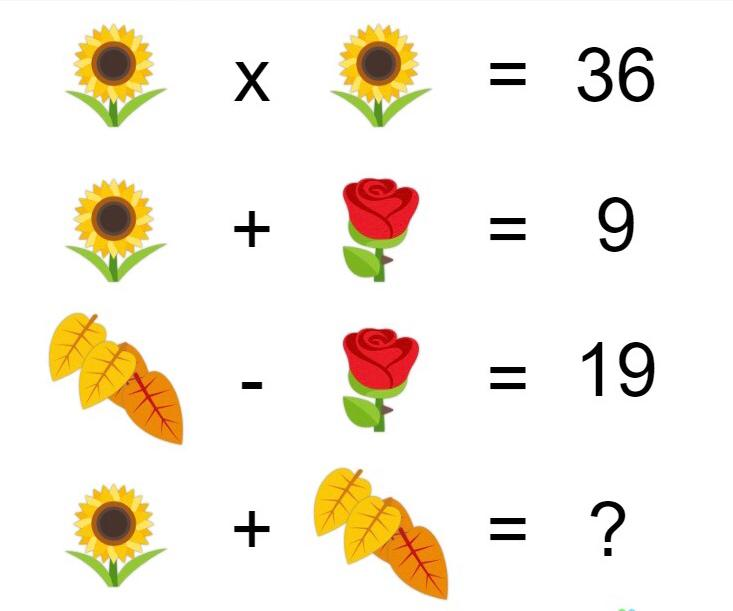 x = 36
+ = 9
- = 19
+ = ?